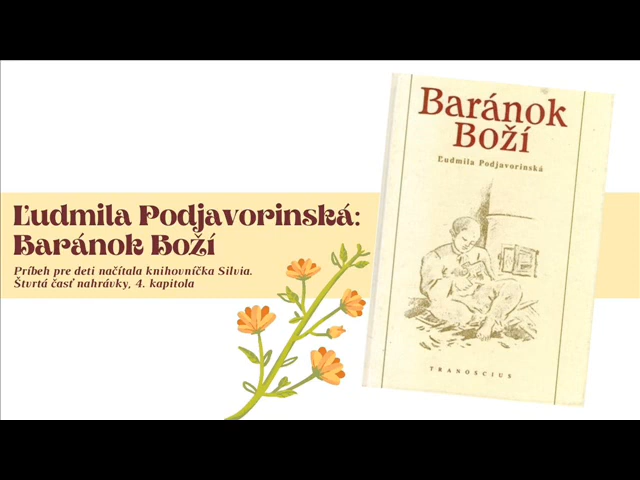 Ľudmila Podjavorinská:
Baránok Boží
Príbeh pre deti načítala knihovníčka Silvia.
Štvrtá časť nahrávky, 4. kapitola
Baránok
Boží
Ľudmila Podjavorinská
TRANOSCIUS